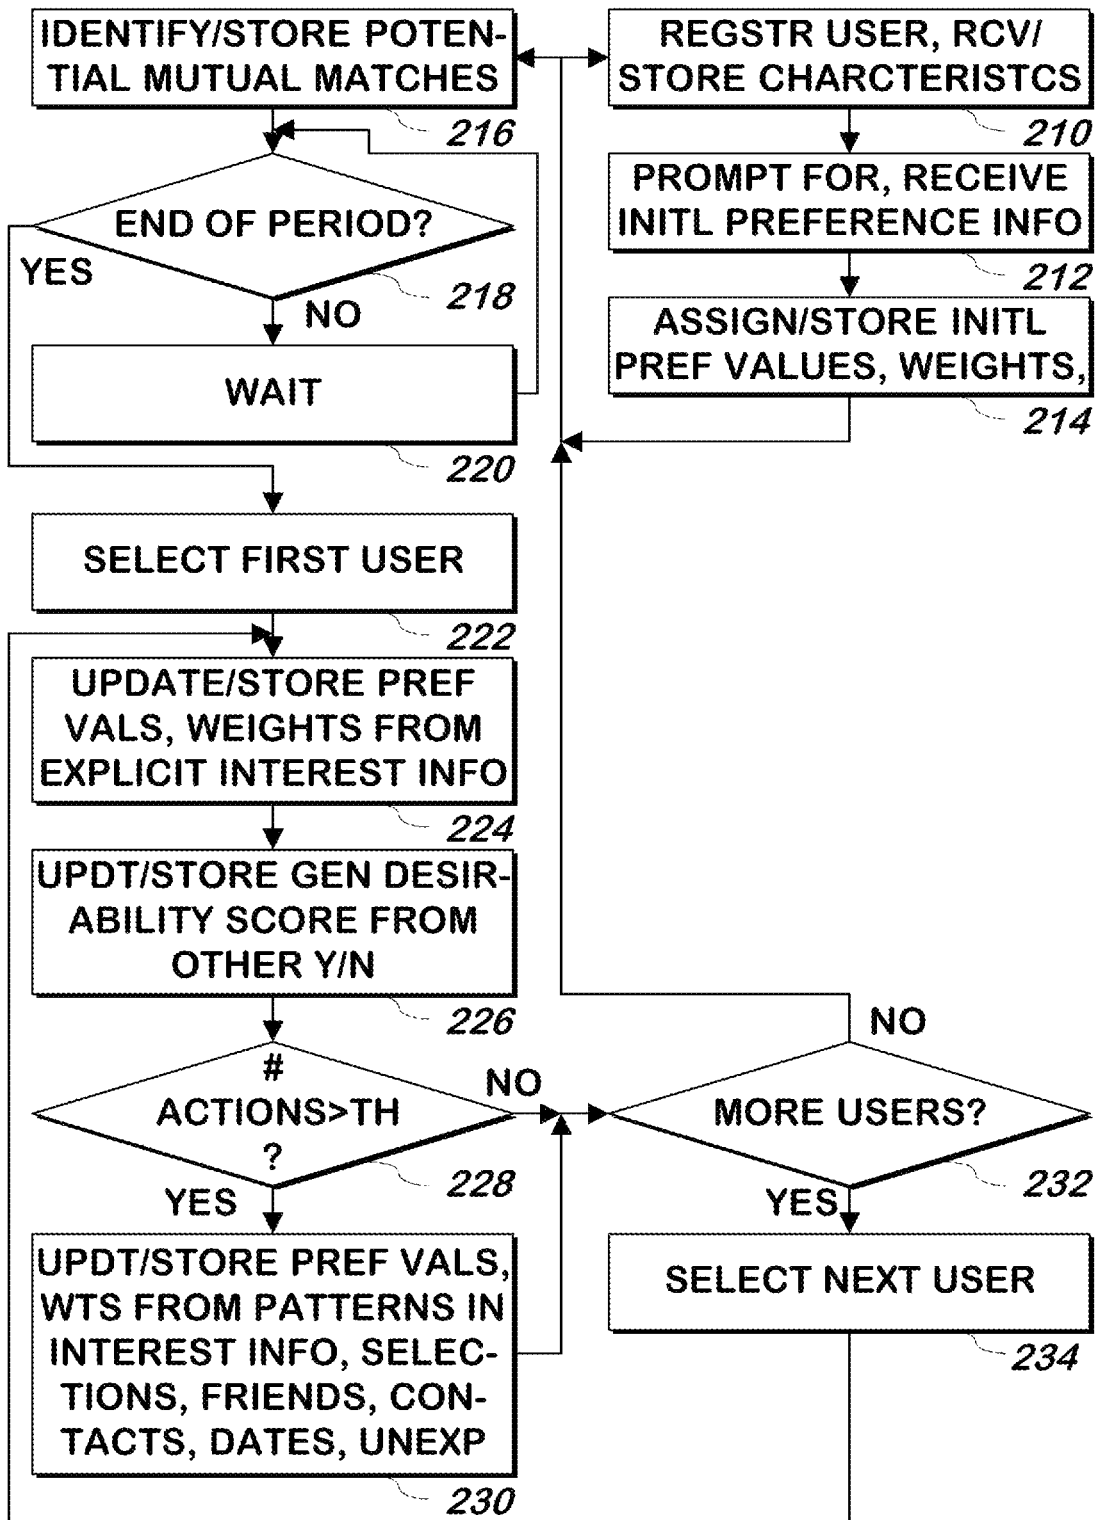 IDENTIFY/STORE POTEN-
TIAL MUTUAL MATCHES
216
END OF PERIOD?
YES
218
NO
WAIT
220
SELECT FIRST USER
222
UPDATE/STORE PREF
VALS, WEIGHTS FROM
EXPLICIT INTEREST INFO
224
UPDT/STORE GEN DESIR-
ABILITY SCORE FROM
OTHER Y/N
226
#
ACTIONS>TH
?
NO
228
YES
UPDT/STORE PREF VALS,
WTS FROM PATTERNS IN
INTEREST INFO, SELEC-
TIONS, FRIENDS, CON-
TACTS, DATES, UNEXP
230
REGSTR USER, RCV/
STORE CHARCTERISTCS
210
PROMPT FOR, RECEIVE
INITL PREFERENCE INFO
212
ASSIGN/STORE INITL
PREF VALUES, WEIGHTS,
214
NO
MORE USERS?
232
YES
SELECT NEXT USER
234